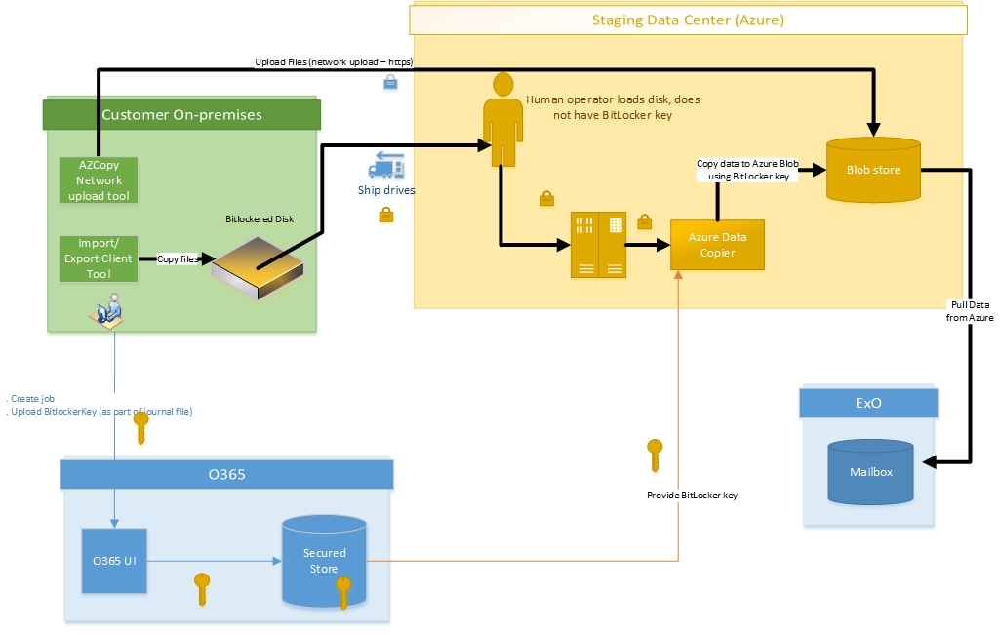 Staging Data Center (Azure)
Upload Files (network upload – https)
Human operator loads disk, does
not have BitLocker key
Customer On-premises
AZCopy
Network
upload tool
Ship drives
Copy data to Azure Blob
using BitLocker key
Blob store
Bitlockered Disk
Import/
Export Client
Tool
Copy files
Azure Data
Copier
Pull Data
from Azure
. Create job
. Upload BitlockerKey (as part of journal file)
ExO
Mailbox
O365
Provide BitLocker key
O365 UI
Secured
Store